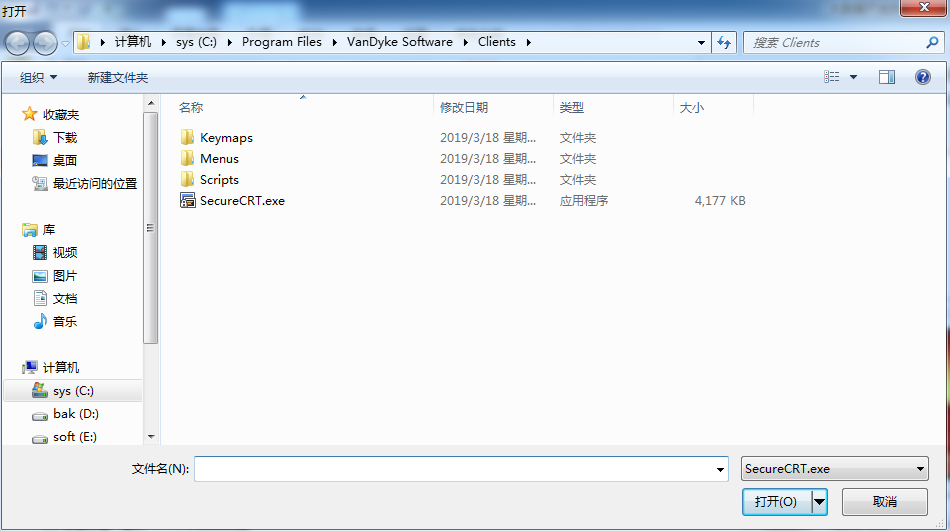 打开
计算机 sys (C:) Program Files VanDyke Software Clients
搜索 Clients
组织 新建文件夹
名称 修改日期 类型 大小
收藏夹
下载
桌面
最近访问的位置
库
视频
图片
文档
音乐
计算机
sys (C:)
bak (D:)
soft (E:)
Keymaps 2019/3/18 星期... 文件夹
Menus 2019/3/18 星期... 文件夹
Scripts 2019/3/18 星期... 文件夹
SecureCRT.exe 2019/3/18 星期... 应用程序 4,177 KB
文件名(N):
SecureCRT.exe
打开(O) 取消